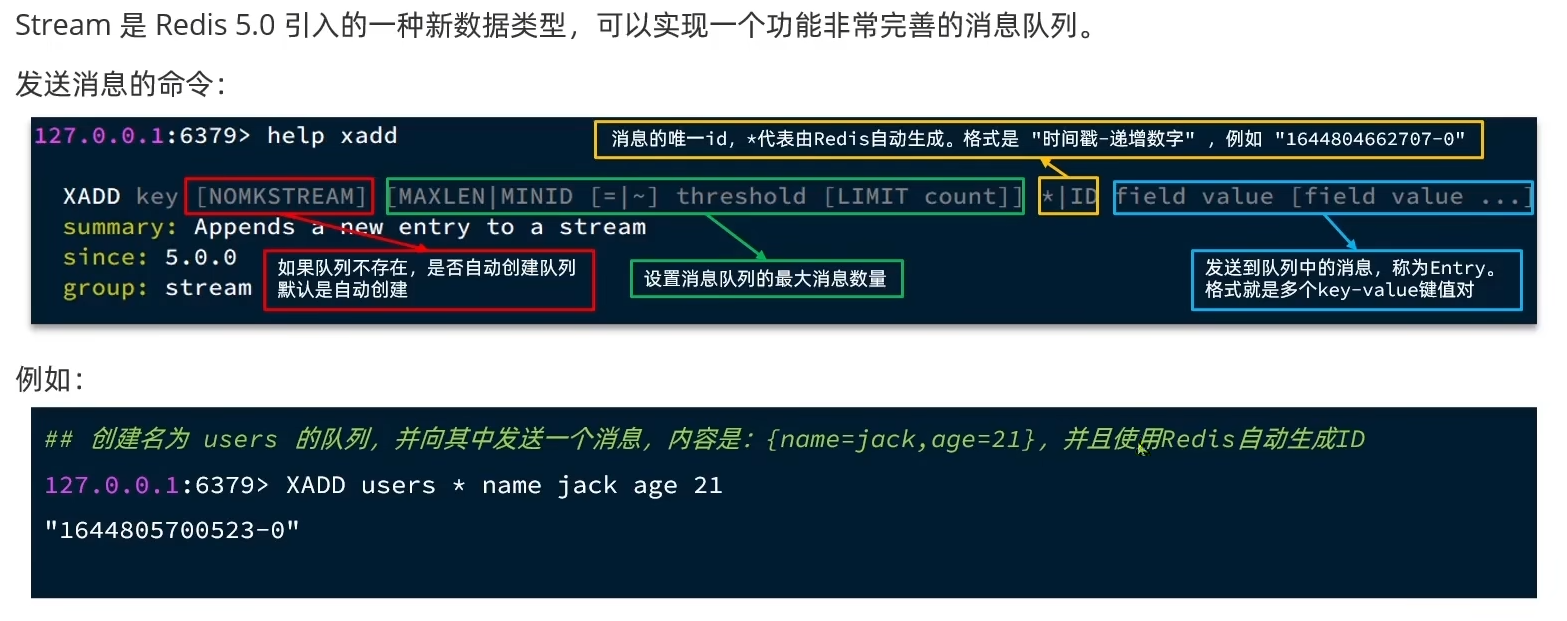 Stream 是 Redis 5.0 引入的一种新数据类型，可以实现一个功能非常完善的消息队列。
发送消息的命令：
127.0.0.1:6379> help xadd
消息的唯一id，*代表由Redis自动生成。格式是 "时间戳-递增数字" ，例如 "1644804662707-0"
XADD key [NOMKSTREAM] [MAXLEN|MINID [=|~] threshold [LIMIT count]] *|ID field value [field value ...]
summary: Appends a new entry to a stream
since: 5.0.0
group: stream
如果队列不存在，是否自动创建队列
默认是自动创建
设置消息队列的最大消息数量
发送到队列中的消息，称为Entry。
格式就是多个key-value键值对
例如：
## 创建名为 users 的队列，并向其中发送一个消息，内容是：{name=jack,age=21}，并且使用Redis自动生成ID
127.0.0.1:6379> XADD users * name jack age 21
"1644805700523-0"